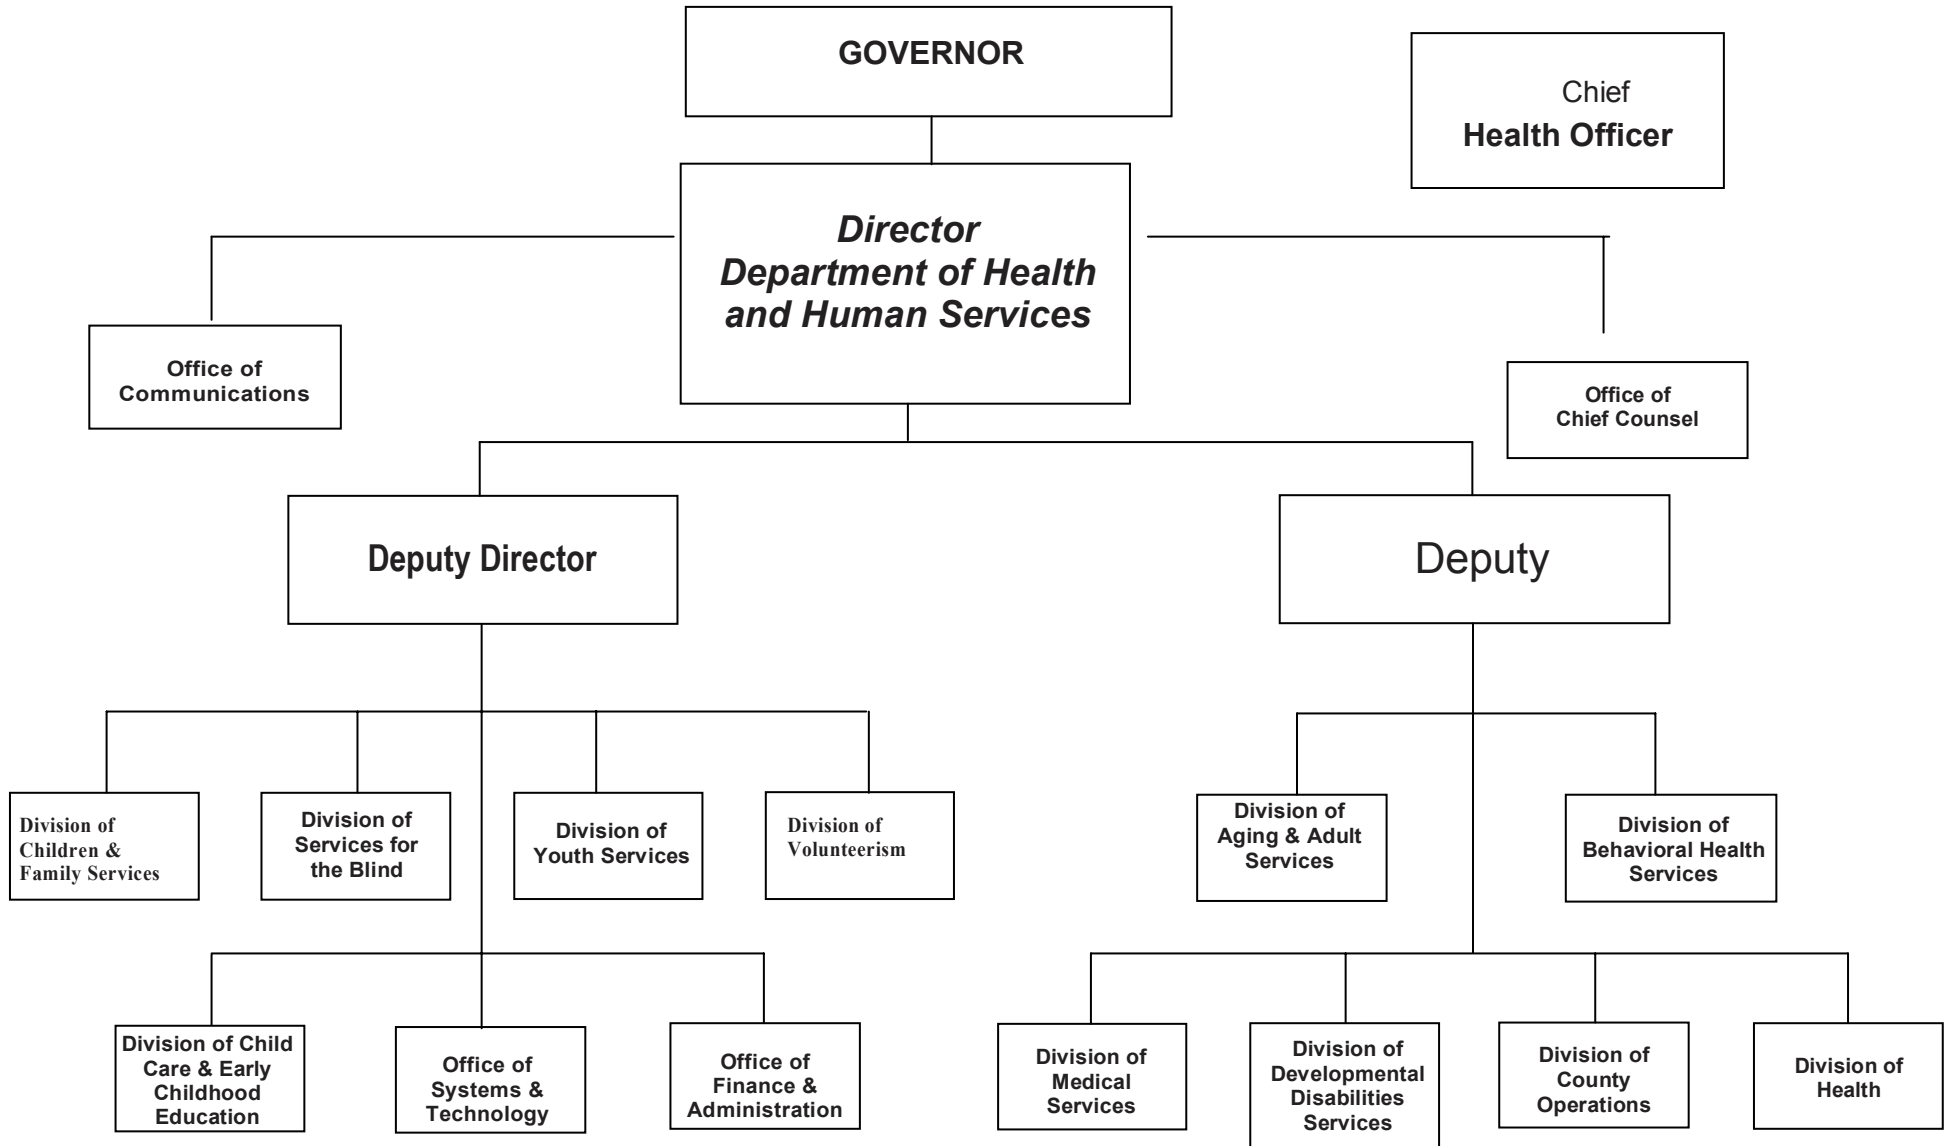 GOVERNOR
Chief
Health Officer
Director
Department of Health
and Human Services
Office of
Communications
Office of
Chief Counsel
Deputy Director
Deputy
Division of
Children &
Family Services
Division of
Services for
the Blind
Division of
Youth Services
Division of
Volunteerism
Division of
Aging & Adult
Services
Division of
Behavioral Health
Services
Division of Child
Care & Early
Childhood
Education
Office of
Systems &
Technology
Office of
Finance &
Administration
Division of
Medical
Services
Division of
Developmental
Disabilities
Services
Division of
County
Operations
Division of
Health